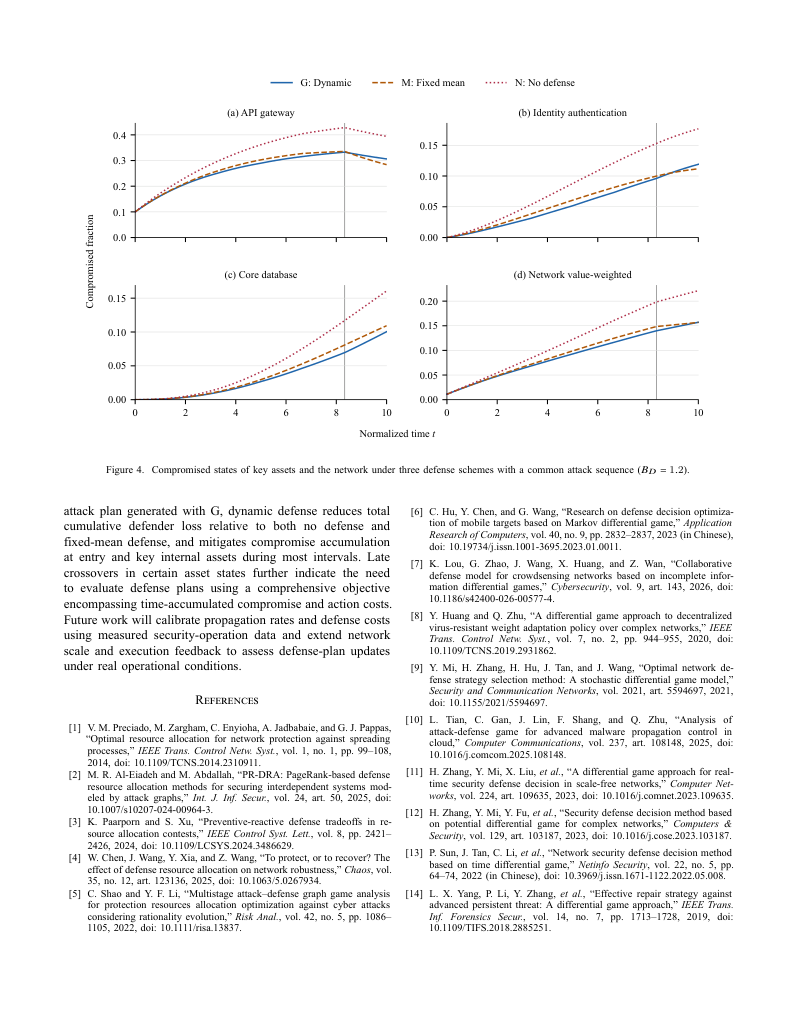 G: Dynamic M: Fixed mean N: No defense
(a) API gateway
(b) Identity authentication
0.4
0.3
0.2
0.1
0.0
0.15
0.10
0.05
0.00
Compromised fraction
(c) Core database
(d) Network value-weighted
0.15
0.10
0.05
0.00
0.20
0.15
0.10
0.05
0.00
0 2 4 6 8 10
0 2 4 6 8 10
Normalized time t
Figure 4. Compromised states of key assets and the network under three defense schemes with a common attack sequence (B_D = 1.2).
attack plan generated with G, dynamic defense reduces total
cumulative defender loss relative to both no defense and
fixed-mean defense, and mitigates compromise accumulation
at entry and key internal assets during most intervals. Late
crossovers in certain asset states further indicate the need
to evaluate defense plans using a comprehensive objective
encompassing time-accumulated compromise and action costs.
Future work will calibrate propagation rates and defense costs
using measured security-operation data and extend network
scale and execution feedback to assess defense-plan updates
under real operational conditions.
REFERENCES
[1] V. M. Preciado, M. Zargham, C. Enyioha, A. Jadbabaie, and G. J. Pappas,
“Optimal resource allocation for network protection against spreading
processes,” IEEE Trans. Control Netw. Syst., vol. 1, no. 1, pp. 99–108,
2014, doi: 10.1109/TCNS.2014.2310911.
[2] M. R. Al-Eiadeh and M. Abdallah, “PR-DRA: PageRank-based defense
resource allocation methods for securing interdependent systems mod-
eled by attack graphs,” Int. J. Inf. Secur., vol. 24, art. 50, 2025, doi:
10.1007/s10207-024-00964-3.
[3] K. Paarporn and S. Xu, “Preventive-reactive defense tradeoffs in re-
source allocation contests,” IEEE Control Syst. Lett., vol. 8, pp. 2421–
2426, 2024, doi: 10.1109/LCSYS.2024.3486629.
[4] W. Chen, J. Wang, Y. Xia, and Z. Wang, “To protect, or to recover? The
effect of defense resource allocation on network robustness,” Chaos, vol.
35, no. 12, art. 123136, 2025, doi: 10.1063/5.0267934.
[5] C. Shao and Y. F. Li, “Multistage attack–defense graph game analysis
for protection resources allocation optimization against cyber attacks
considering rationality evolution,” Risk Anal., vol. 42, no. 5, pp. 1086–
1105, 2022, doi: 10.1111/risa.13837.
[6] C. Hu, Y. Chen, and G. Wang, “Research on defense decision optimiza-
tion of mobile targets based on Markov differential game,” Application
Research of Computers, vol. 40, no. 9, pp. 2832–2837, 2023 (in Chinese),
doi: 10.19734/j.issn.1001-3695.2023.01.0011.
[7] K. Lou, G. Zhao, J. Wang, X. Huang, and Z. Wan, “Collaborative
defense model for crowdsensing networks based on incomplete infor-
mation differential games,” Cybersecurity, vol. 9, art. 143, 2026, doi:
10.1186/s42400-026-00577-4.
[8] Y. Huang and Q. Zhu, “A differential game approach to decentralized
virus-resistant weight adaptation policy over complex networks,” IEEE
Trans. Control Netw. Syst., vol. 7, no. 2, pp. 944–955, 2020, doi:
10.1109/TCNS.2019.2931862.
[9] Y. Mi, H. Zhang, H. Hu, J. Tan, and J. Wang, “Optimal network de-
fense strategy selection method: A stochastic differential game model,”
Security and Communication Networks, vol. 2021, art. 5594697, 2021,
doi: 10.1155/2021/5594697.
[10] L. Tian, C. Gan, J. Lin, F. Shang, and Q. Zhu, “Analysis of
attack-defense game for advanced malware propagation control in
cloud,” Computer Communications, vol. 237, art. 108148, 2025, doi:
10.1016/j.comcom.2025.108148.
[11] H. Zhang, Y. Mi, X. Liu, et al., “A differential game approach for real-
time security defense decision in scale-free networks,” Computer Net-
works, vol. 224, art. 109635, 2023, doi: 10.1016/j.comnet.2023.109635.
[12] H. Zhang, Y. Mi, Y. Fu, et al., “Security defense decision method based
on potential differential game for complex networks,” Computers &
Security, vol. 129, art. 103187, 2023, doi: 10.1016/j.cose.2023.103187.
[13] P. Sun, J. Tan, C. Li, et al., “Network security defense decision method
based on time differential game,” Netinfo Security, vol. 22, no. 5, pp.
64–74, 2022 (in Chinese), doi: 10.3969/j.issn.1671-1122.2022.05.008.
[14] L. X. Yang, P. Li, Y. Zhang, et al., “Effective repair strategy against
advanced persistent threat: A differential game approach,” IEEE Trans.
Inf. Forensics Secur., vol. 14, no. 7, pp. 1713–1728, 2019, doi:
10.1109/TIFS.2018.2885251.